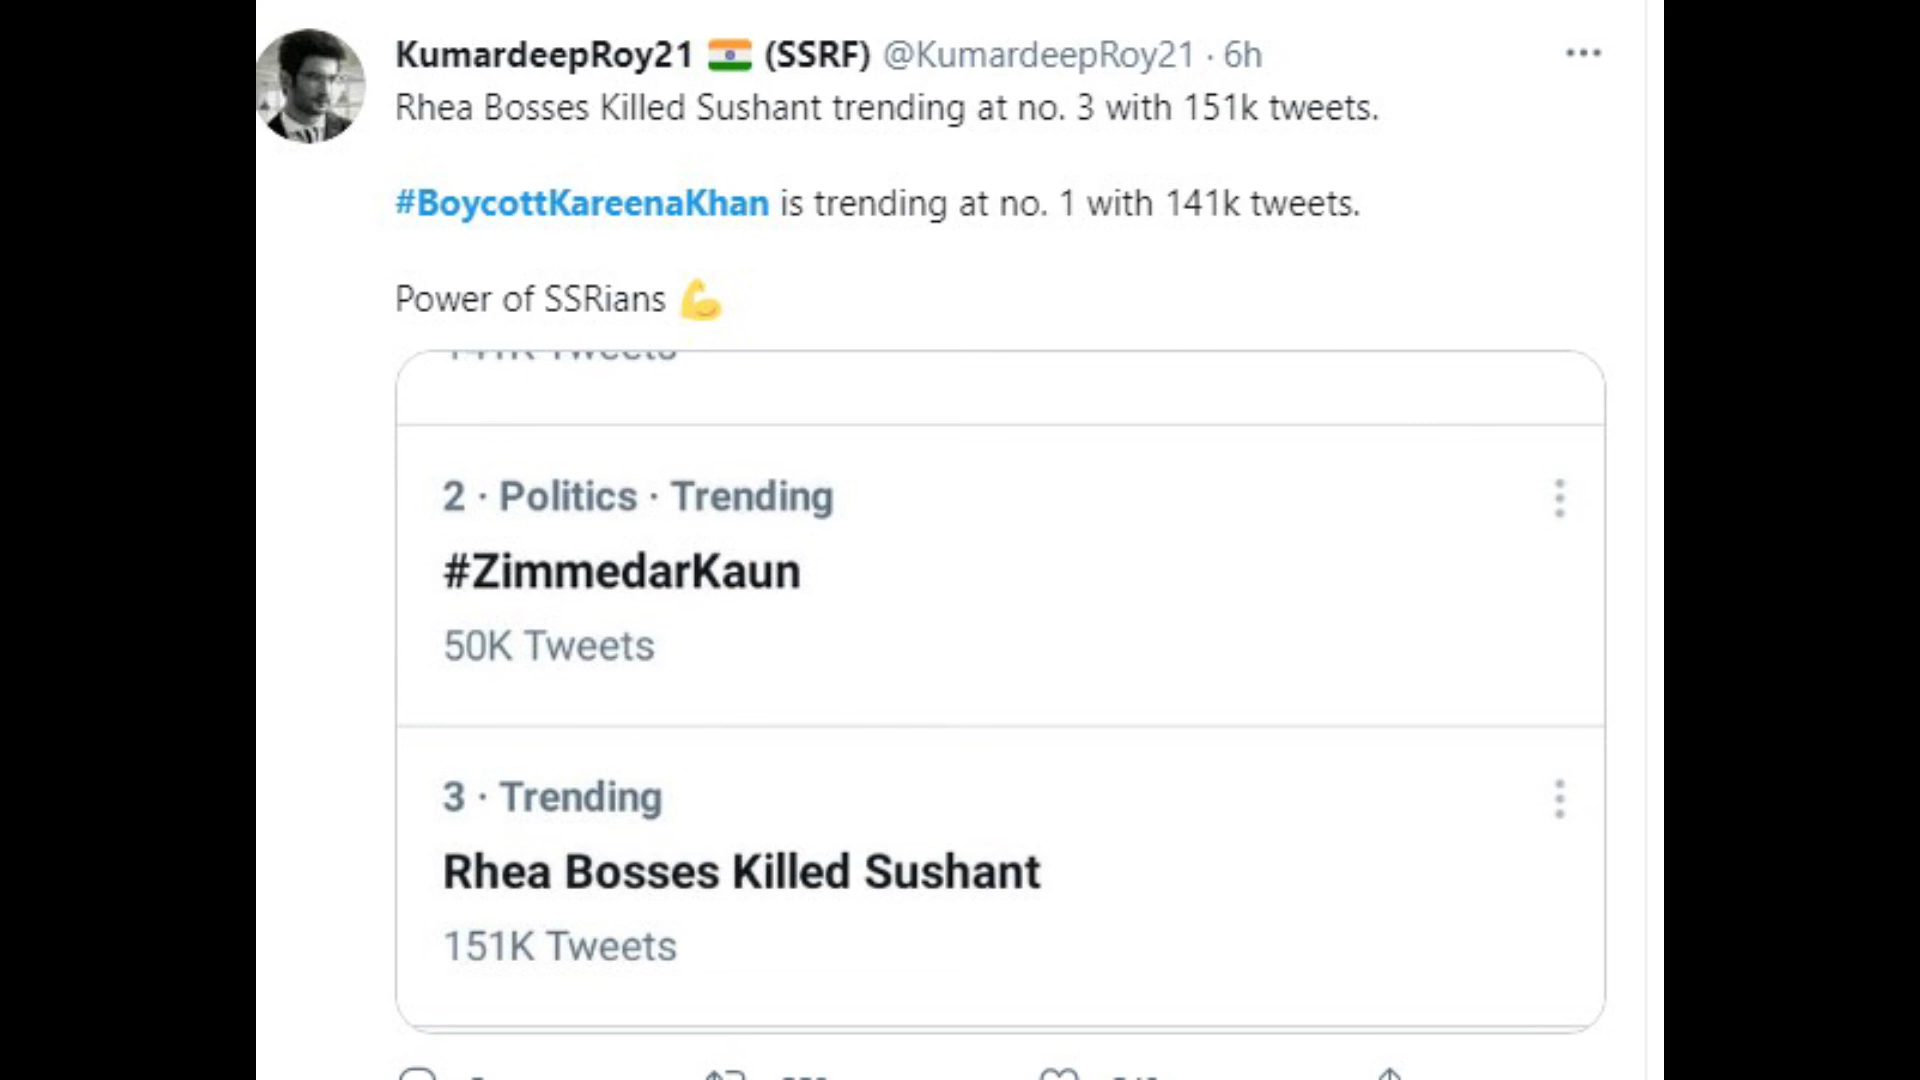 KumardeepRoy21 🇮🇳 (SSRF) @KumardeepRoy21 · 6h
Rhea Bosses Killed Sushant trending at no. 3 with 151k tweets.
#BoycottKareenaKhan is trending at no. 1 with 141k tweets.
Power of SSRians 💪
2 · Politics · Trending
#ZimmedarKaun
50K Tweets
3 · Trending
Rhea Bosses Killed Sushant
151K Tweets